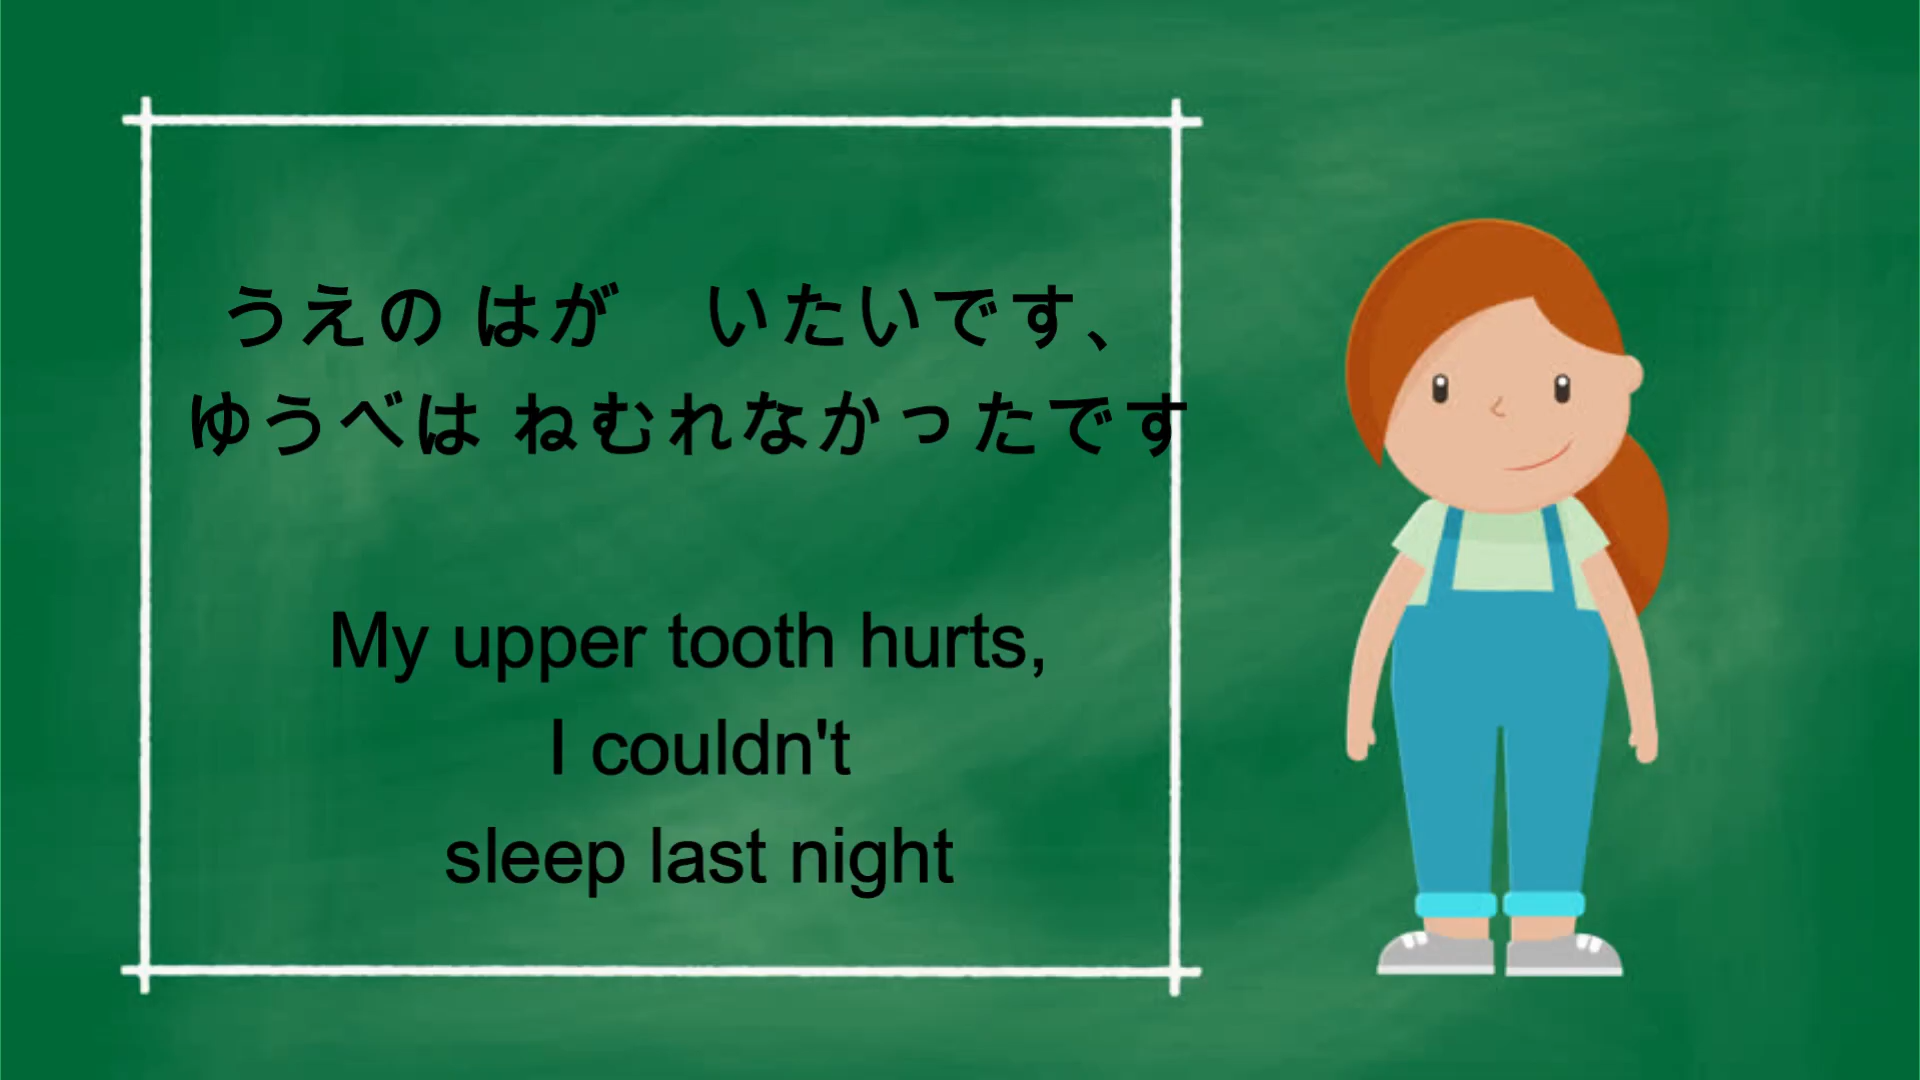 うえの はが　いたいです、
ゆうべは ねむれなかったです
My upper tooth hurts,
I couldn't
sleep last night